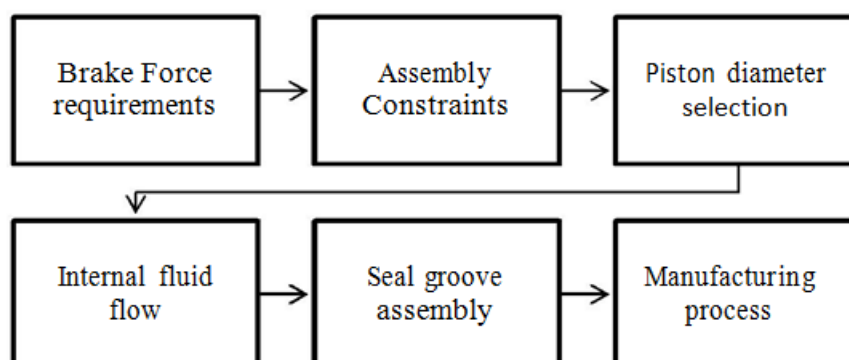 Brake Force
requirements
Assembly
Constraints
Piston diameter
selection
Internal fluid
flow
Seal groove
assembly
Manufacturing
process